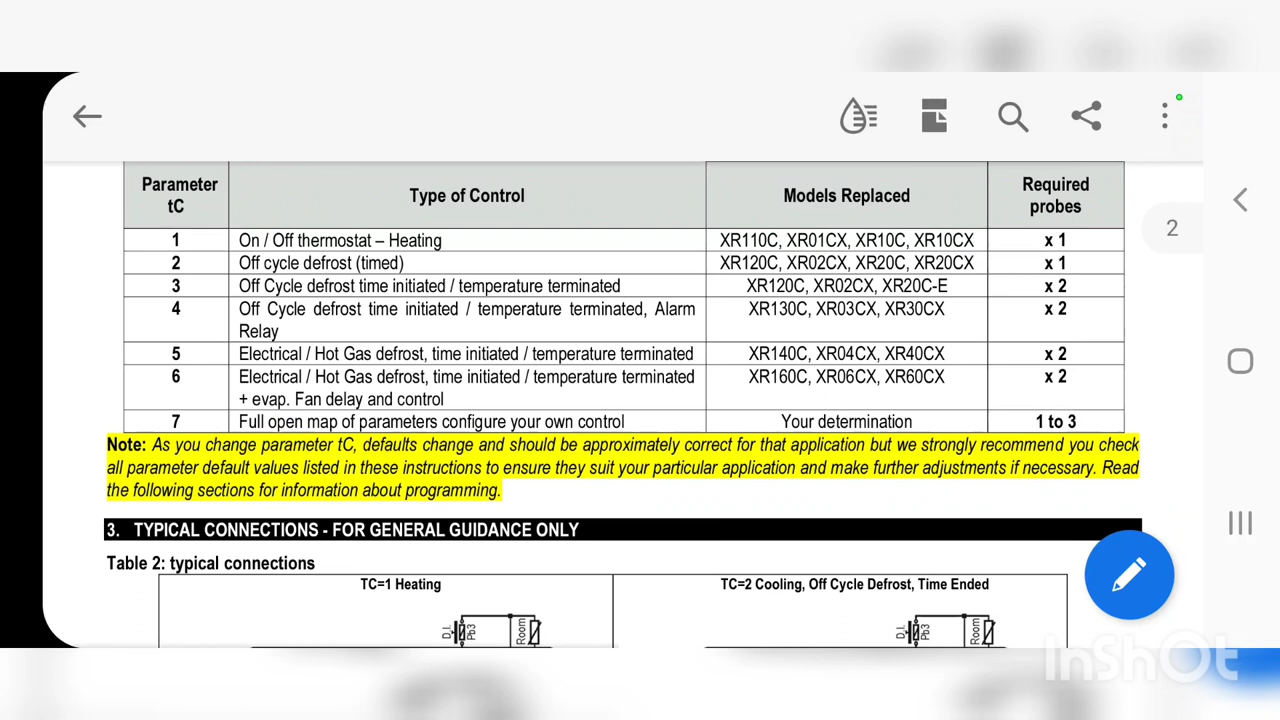 Parameter tC Type of Control Models Replaced Required probes
1 On / Off thermostat – Heating XR110C, XR01CX, XR10C, XR10CX x 1
2 Off cycle defrost (timed) XR120C, XR02CX, XR20C, XR20CX x 1
3 Off Cycle defrost time initiated / temperature terminated XR120C, XR02CX, XR20C-E x 2
4 Off Cycle defrost time initiated / temperature terminated, Alarm XR130C, XR03CX, XR30CX x 2
Relay
5 Electrical / Hot Gas defrost, time initiated / temperature terminated XR140C, XR04CX, XR40CX x 2
6 Electrical / Hot Gas defrost, time initiated / temperature terminated XR160C, XR06CX, XR60CX x 2
+ evap. Fan delay and control
7 Full open map of parameters configure your own control Your determination 1 to 3
2
Note: As you change parameter tC, defaults change and should be approximately correct for that application but we strongly recommend you check
all parameter default values listed in these instructions to ensure they suit your particular application and make further adjustments if necessary. Read
the following sections for information about programming.
3. TYPICAL CONNECTIONS - FOR GENERAL GUIDANCE ONLY
Table 2: typical connections
TC=1 Heating TC=2 Cooling, Off Cycle Defrost, Time Ended
D.I. Pb3 Room D.I. Pb3 Room
InShOt